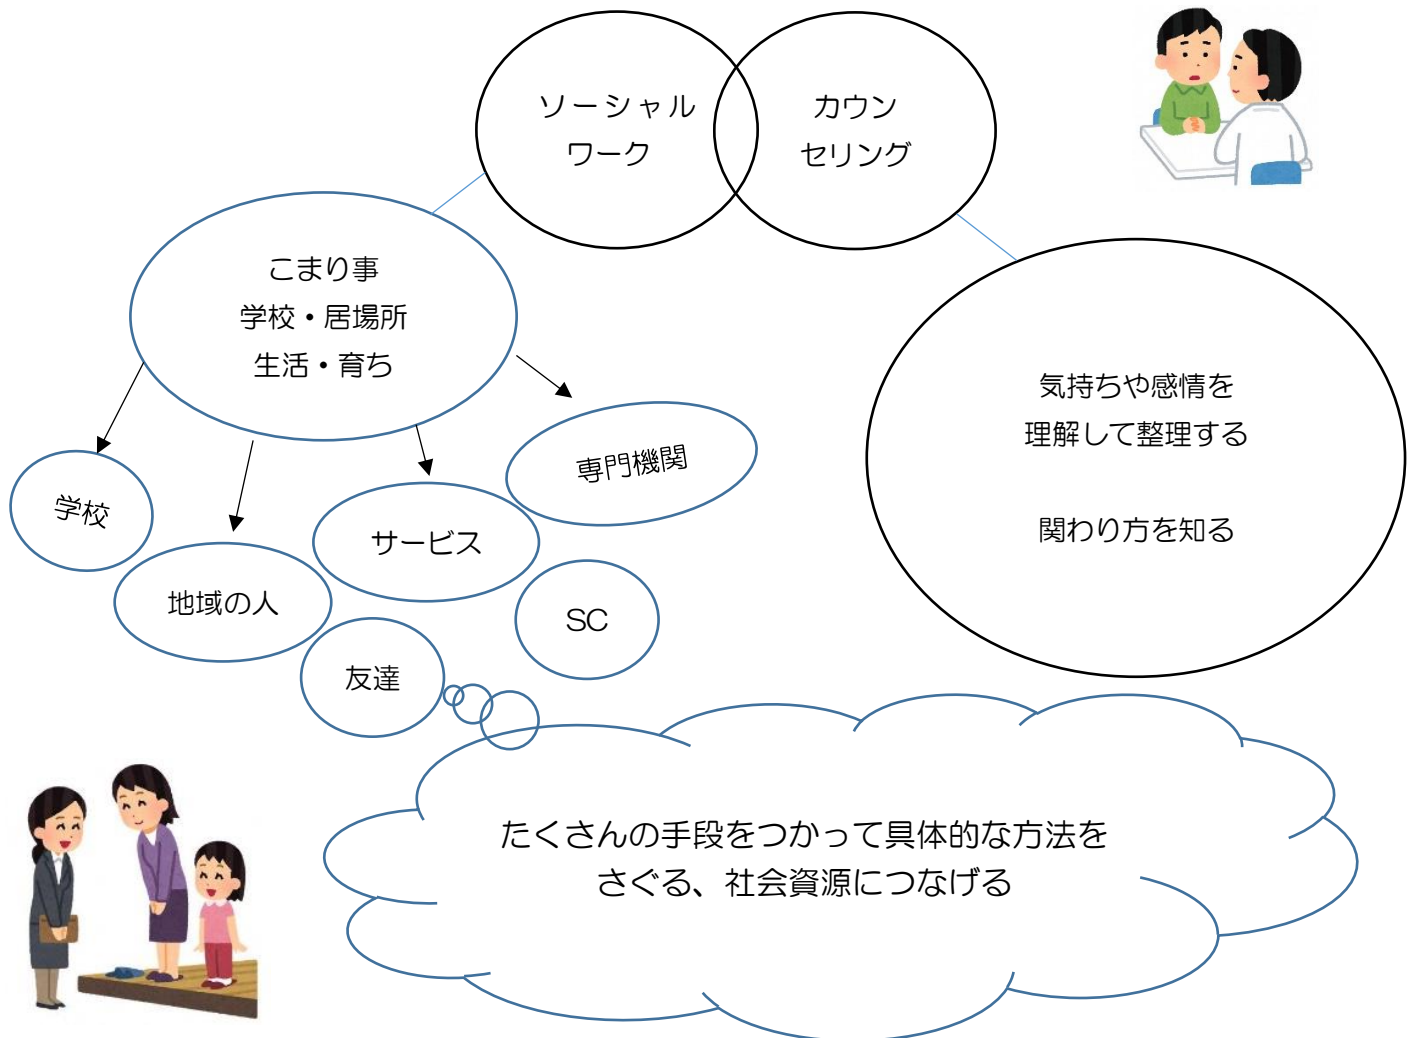 ソーシャル
ワーク
カウン
セリング
こまり事
学校・居場所
生活・育ち
気持ちや感情を
理解して整理する
関わり方を知る
専門機関
学校
サービス
地域の人
SC
友達
たくさんの手段をつかって具体的な方法を
さぐる、社会資源につなげる